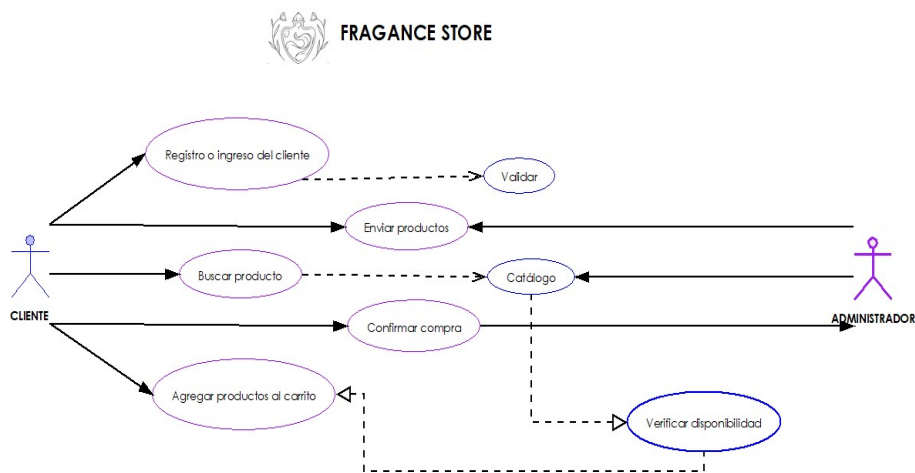 FRAGANCE STORE
Registro o ingreso del cliente
Validar
Enviar productos
Buscar producto
Catálogo
CLIENTE
Confirmar compra
ADMINISTRADOR
Agregar productos al carrito
Verificar disponibilidad